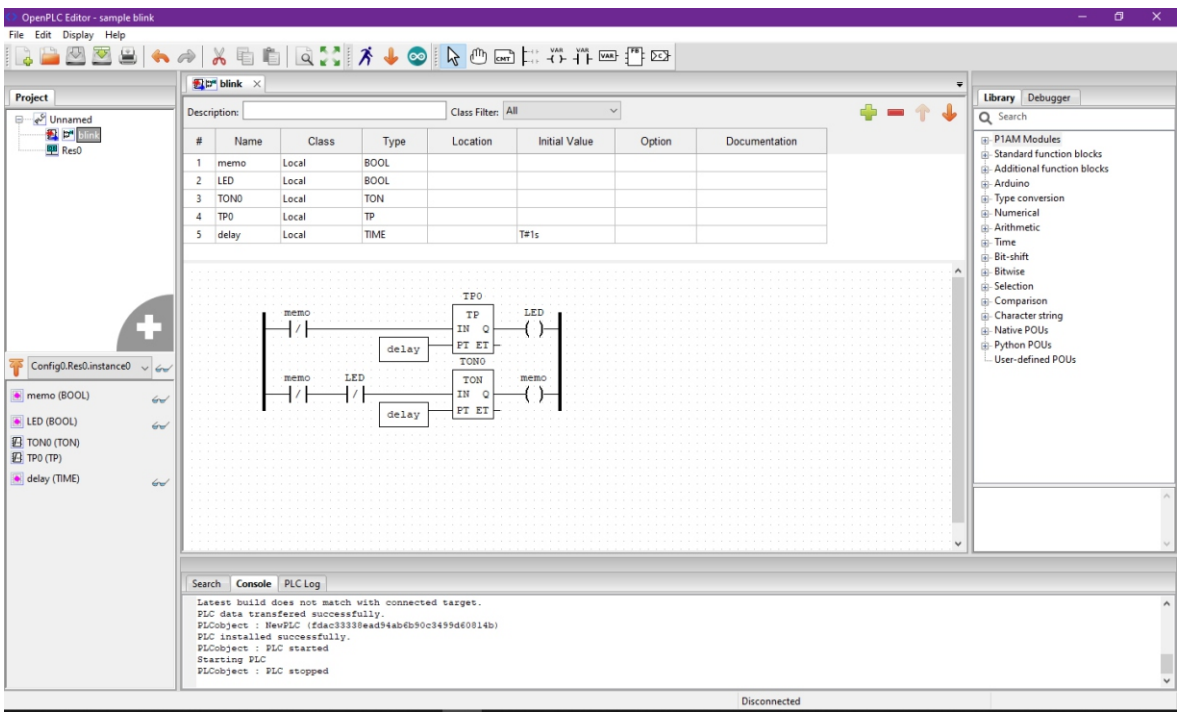 OpenPLC Editor - sample blink
File Edit Display Help
CMT VAR VAR VAR FB
Project
Unnamed
blink
Res0
Config0.Res0.instance0
memo (BOOL)
LED (BOOL)
TON0 (TON)
TP0 (TP)
delay (TIME)
blink
Description: Class Filter: All
# Name Class Type Location Initial Value Option Documentation
1 memo Local BOOL
2 LED Local BOOL
3 TON0 Local TON
4 TP0 Local TP
5 delay Local TIME T#1s
TP0
memo TP LED
IN Q
delay PT ET
TON0
memo LED TON memo
IN Q
delay PT ET
Search Console PLC Log
Latest build does not match with connected target.
PLC data transfered successfully.
PLCobject : NewPLC (fdac33338ead94ab6b90c3499d60814b)
PLC installed successfully.
PLCobject : PLC started
Starting PLC
PLCobject : PLC stopped
Library Debugger
Search
P1AM Modules
Standard function blocks
Additional function blocks
Arduino
Type conversion
Numerical
Arithmetic
Time
Bit-shift
Bitwise
Selection
Comparison
Character string
Native POUs
Python POUs
User-defined POUs
Disconnected